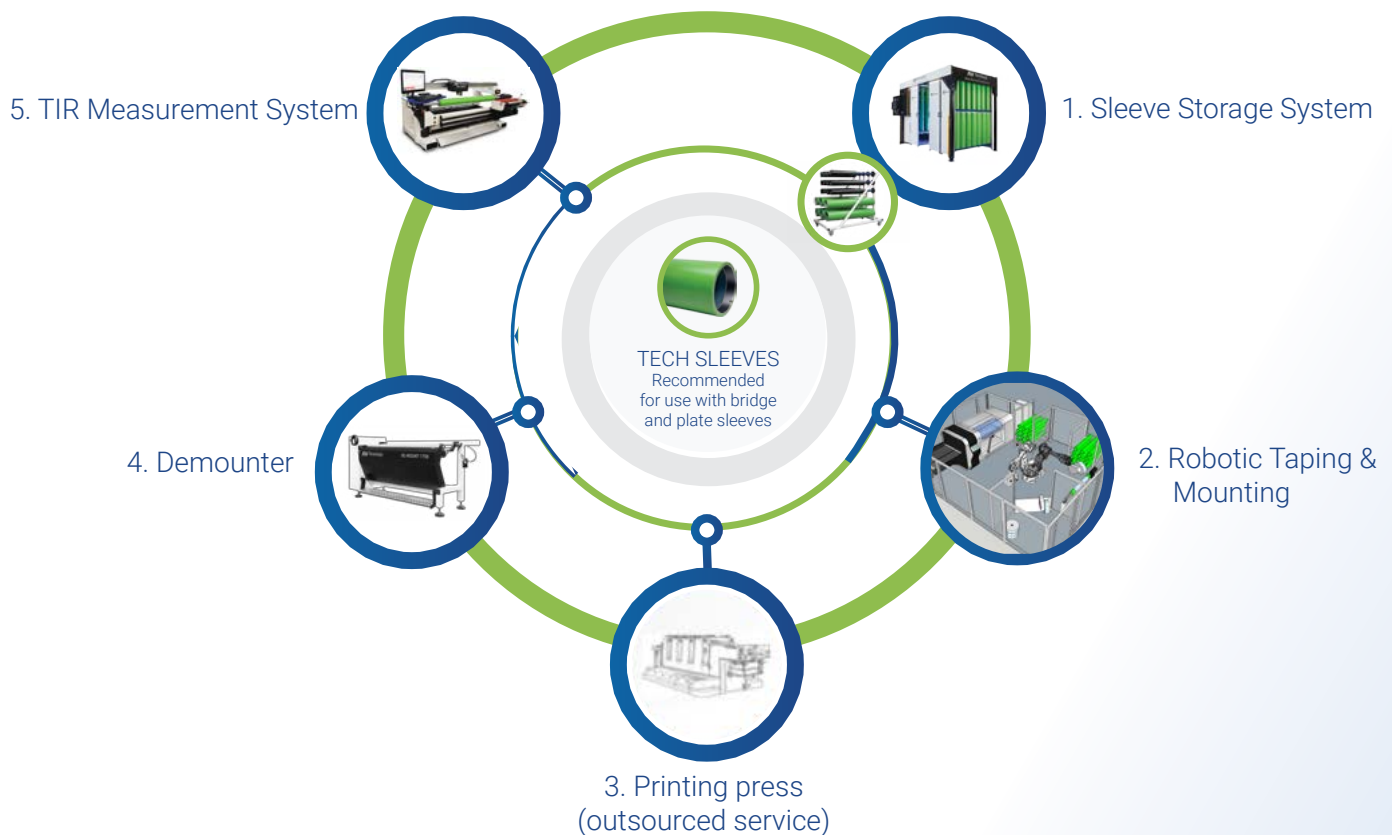 5. TIR Measurement System
1. Sleeve Storage System
TECH SLEEVES
Recommended
for use with bridge
and plate sleeves
4. Demounter
2. Robotic Taping &
Mounting
3. Printing press
(outsourced service)